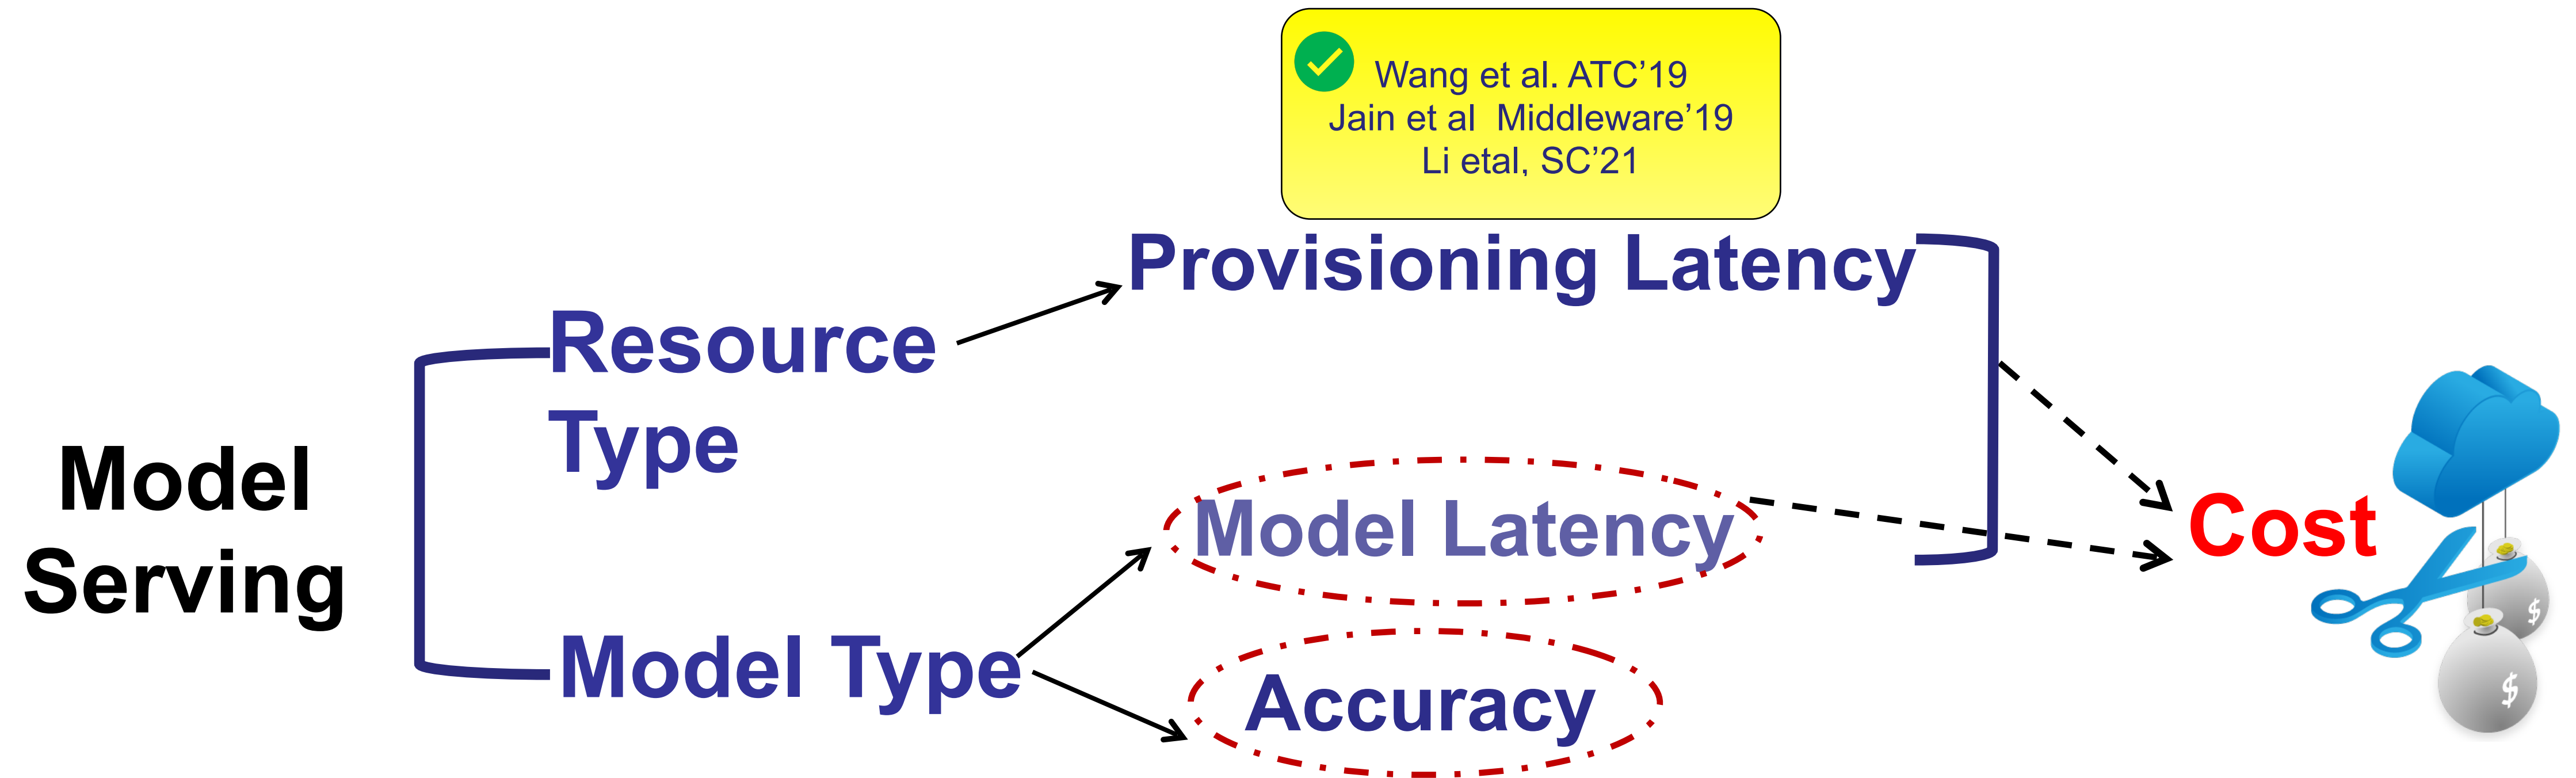 Wang et al. ATC’19
Jain et al  Middleware’19
Li etal, SC’21
Provisioning Latency
Resource
Type
Model
Serving
Model Latency
Cost
Model Type
Accuracy
$
$